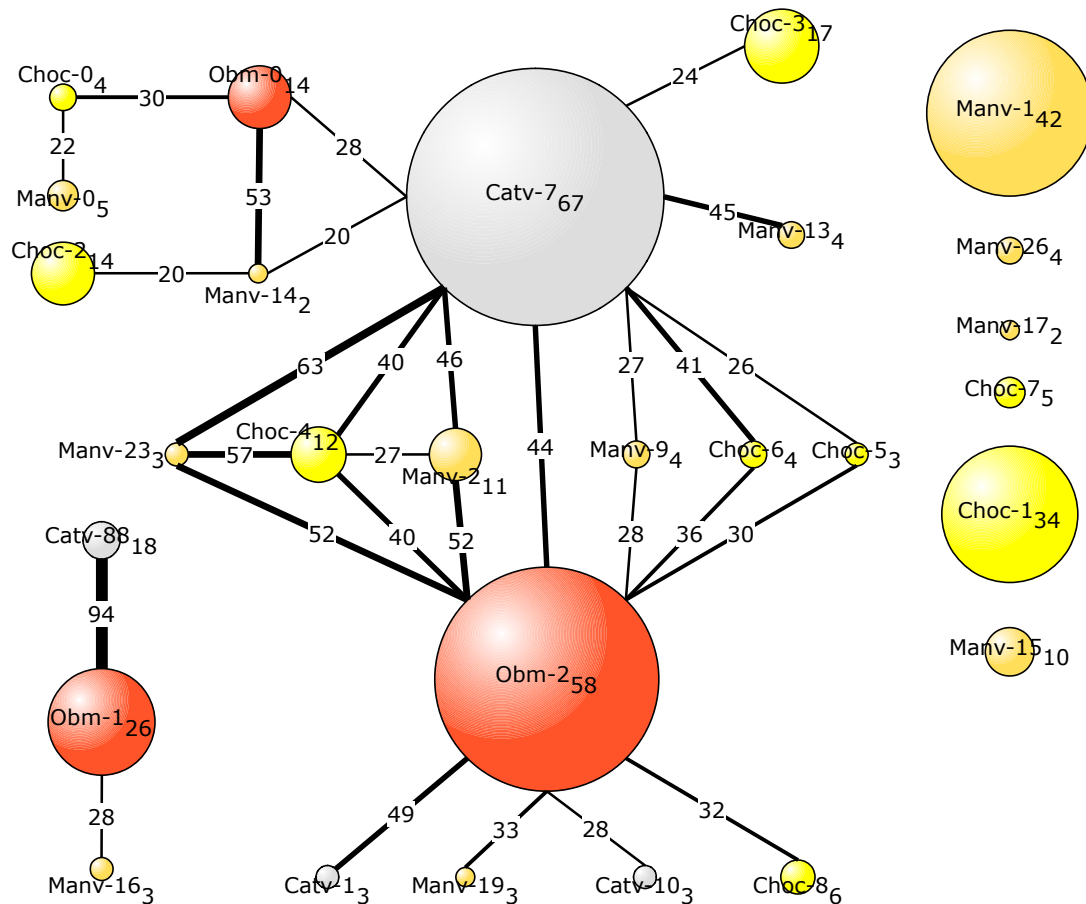 Choc-3 17
Choc-0 4
Obm-0 14
24
30
Manv-1 42
22
28
Catv-7 67
Manv-0 5
53
45
Manv-13 4
20
Choc-2 14
20
Manv-14 2
Manv-26 4
Manv-17 2
63
40
46
27
41
26
Choc-7 5
Manv-23 3
57
Choc-4 12
27
Manv-2 11
44
Manv-9 4
Choc-6 4
Choc-5 3
52
40
52
28
36
30
Choc-1 34
Catv-88 18
94
Manv-15 10
Obm-2 58
Obm-1 26
28
49
33
28
32
Manv-16 3
Catv-1 3
Manv-19 3
Catv-10 3
Choc-8 6